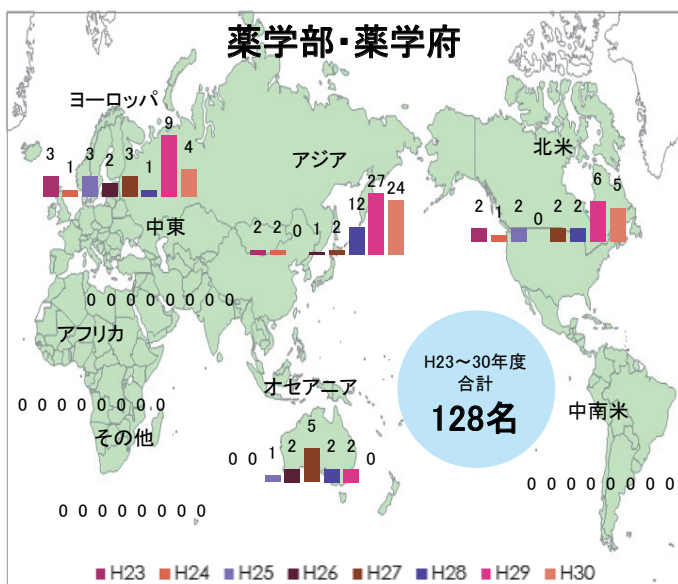 薬学部・薬学府
ヨーロッパ
3 1 3 2 3 1 9 4
アジア
2 2 0 1 2 12 27 24
北米
2 1 2 0 2 2 6 5
中東
0 0 0 0 0 0 0 0
アフリカ
0 0 0 0 0 0 0 0
オセアニア
0 0 1 2 5 2 2 0
H23～30年度
合計
128名
中南米
0 0 0 0 0 0 0 0
その他
0 0 0 0 0 0 0 0
H23 H24 H25 H26 H27 H28 H29 H30